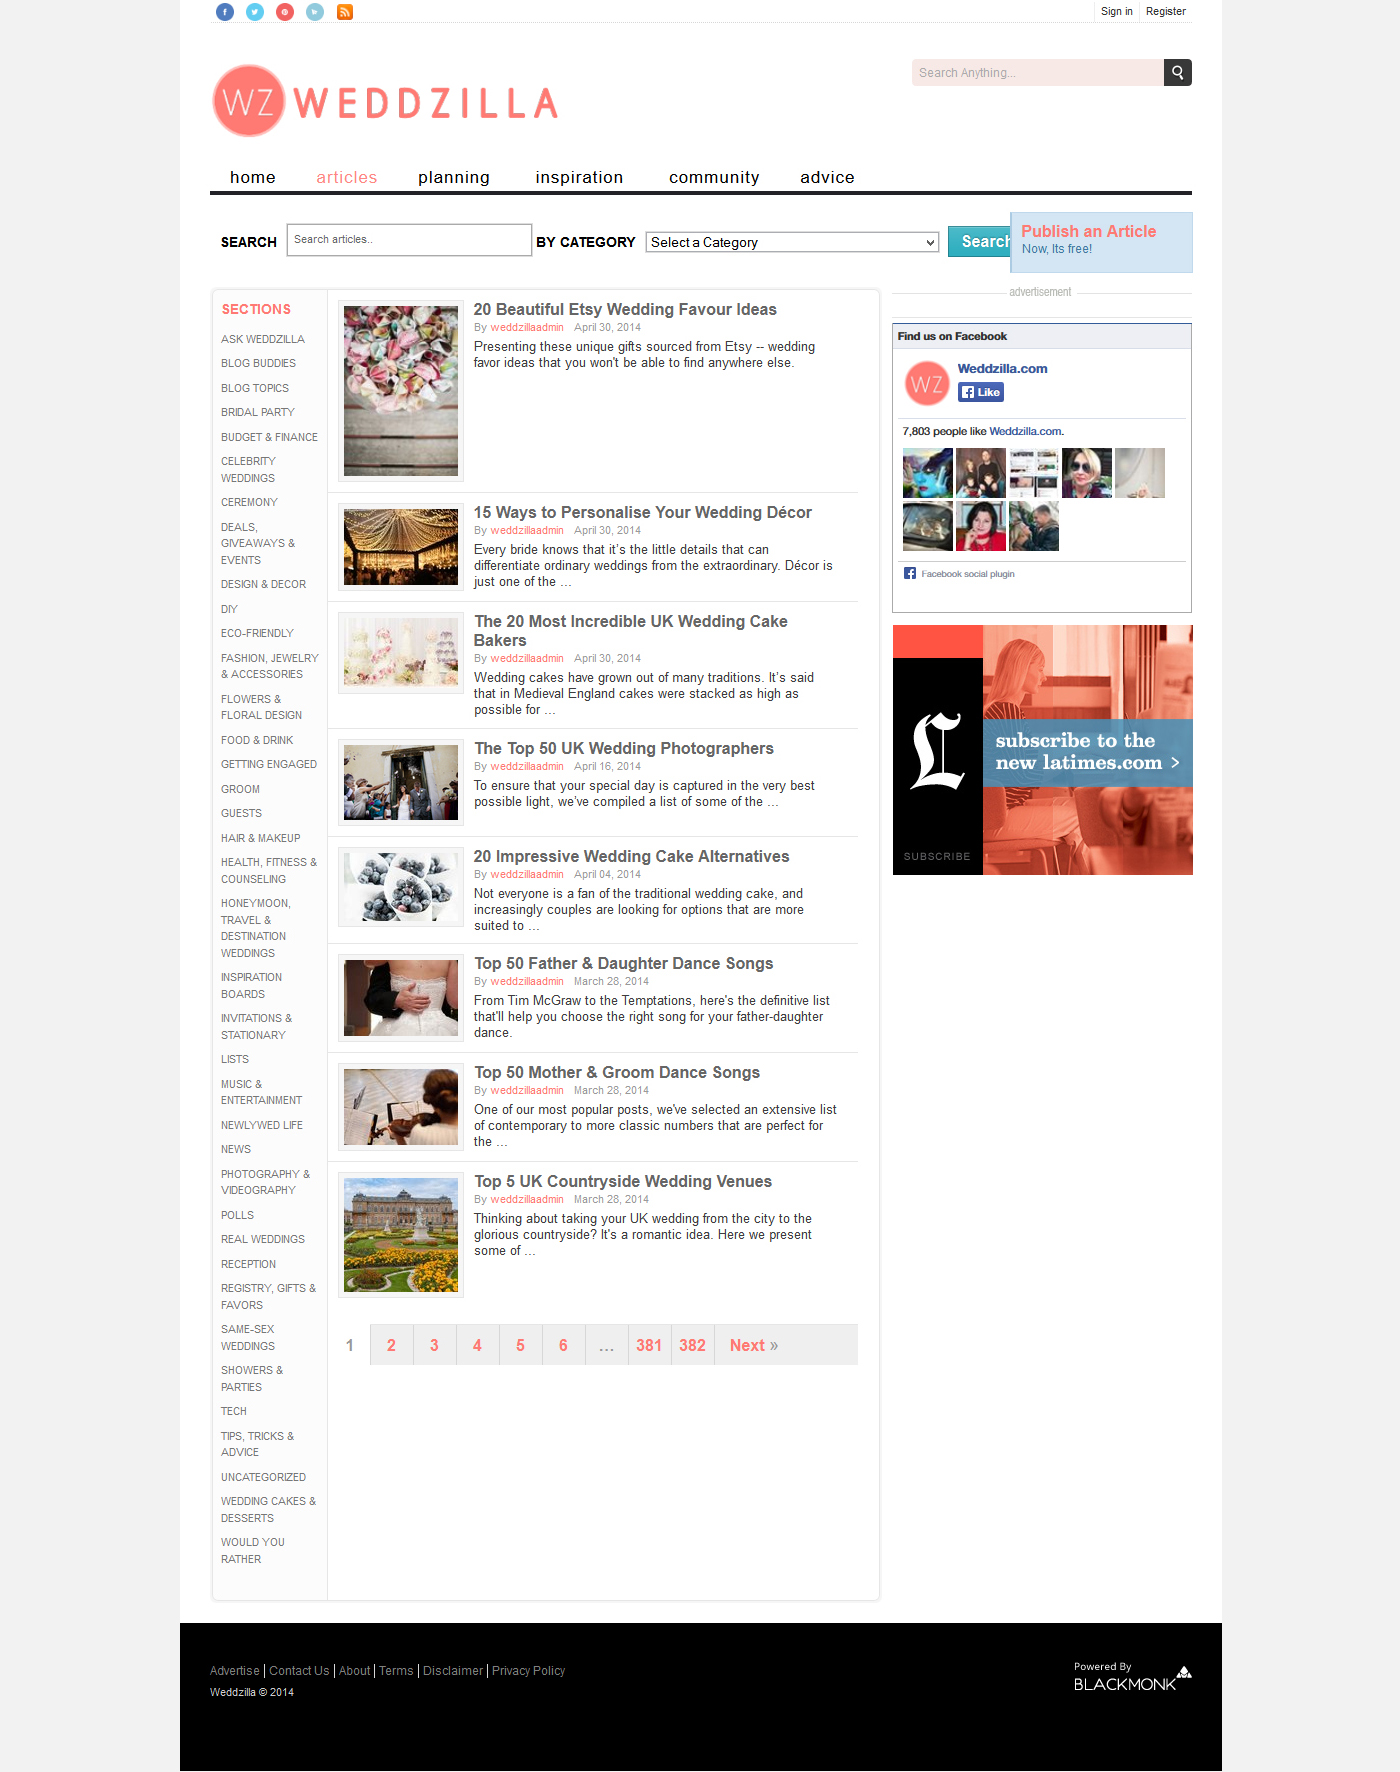 Sign in
Register
Search Anything...
WZ WEDDZILLA
home
articles
planning
inspiration
community
advice
SEARCH
Search articles..
BY CATEGORY
Select a Category
Search
Publish an Article
Now, Its free!
SECTIONS
ASK WEDDZILLA
BLOG BUDDIES
BLOG TOPICS
BRIDAL PARTY
BUDGET & FINANCE
CELEBRITY
WEDDINGS
CEREMONY
DEALS,
GIVEAWAYS &
EVENTS
DESIGN & DECOR
DIY
ECO-FRIENDLY
FASHION, JEWELRY
& ACCESSORIES
FLOWERS &
FLORAL DESIGN
FOOD & DRINK
GETTING ENGAGED
GROOM
GUESTS
HAIR & MAKEUP
HEALTH, FITNESS &
COUNSELING
HONEYMOON,
TRAVEL &
DESTINATION
WEDDINGS
INSPIRATION
BOARDS
INVITATIONS &
STATIONARY
LISTS
MUSIC &
ENTERTAINMENT
NEWLYWED LIFE
NEWS
PHOTOGRAPHY &
VIDEOGRAPHY
POLLS
REAL WEDDINGS
RECEPTION
REGISTRY, GIFTS &
FAVORS
SAME-SEX
WEDDINGS
SHOWERS &
PARTIES
TECH
TIPS, TRICKS &
ADVICE
UNCATEGORIZED
WEDDING CAKES &
DESSERTS
WOULD YOU
RATHER
20 Beautiful Etsy Wedding Favour Ideas
By weddzillaadmin April 30, 2014
Presenting these unique gifts sourced from Etsy -- wedding
favor ideas that you won't be able to find anywhere else.
15 Ways to Personalise Your Wedding Décor
By weddzillaadmin April 30, 2014
Every bride knows that it's the little details that can
differentiate ordinary weddings from the extraordinary. Décor is
just one of the ...
The 20 Most Incredible UK Wedding Cake
Bakers
By weddzillaadmin April 30, 2014
Wedding cakes have grown out of many traditions. It's said
that in Medieval England cakes were stacked as high as
possible for ...
The Top 50 UK Wedding Photographers
By weddzillaadmin April 16, 2014
To ensure that your special day is captured in the very best
possible light, we've compiled a list of some of the ...
20 Impressive Wedding Cake Alternatives
By weddzillaadmin April 04, 2014
Not everyone is a fan of the traditional wedding cake, and
increasingly couples are looking for options that are more
suited to ...
Top 50 Father & Daughter Dance Songs
By weddzillaadmin March 28, 2014
From Tim McGraw to the Temptations, here's the definitive list
that'll help you choose the right song for your father-daughter
dance.
Top 50 Mother & Groom Dance Songs
By weddzillaadmin March 28, 2014
One of our most popular posts, we've selected an extensive list
of contemporary to more classic numbers that are perfect for
the ...
Top 5 UK Countryside Wedding Venues
By weddzillaadmin March 28, 2014
Thinking about taking your UK wedding from the city to the
glorious countryside? It's a romantic idea. Here we present
some of ...
1 2 3 4 5 6 ... 381 382 Next »
advertisement
Find us on Facebook
WZ
Weddzilla.com
Like
7,803 people like Weddzilla.com.
Facebook social plugin
subscribe to the
new latimes.com >
SUBSCRIBE
Advertise | Contact Us | About | Terms | Disclaimer | Privacy Policy
Weddzilla © 2014
Powered By
BLACKMONK